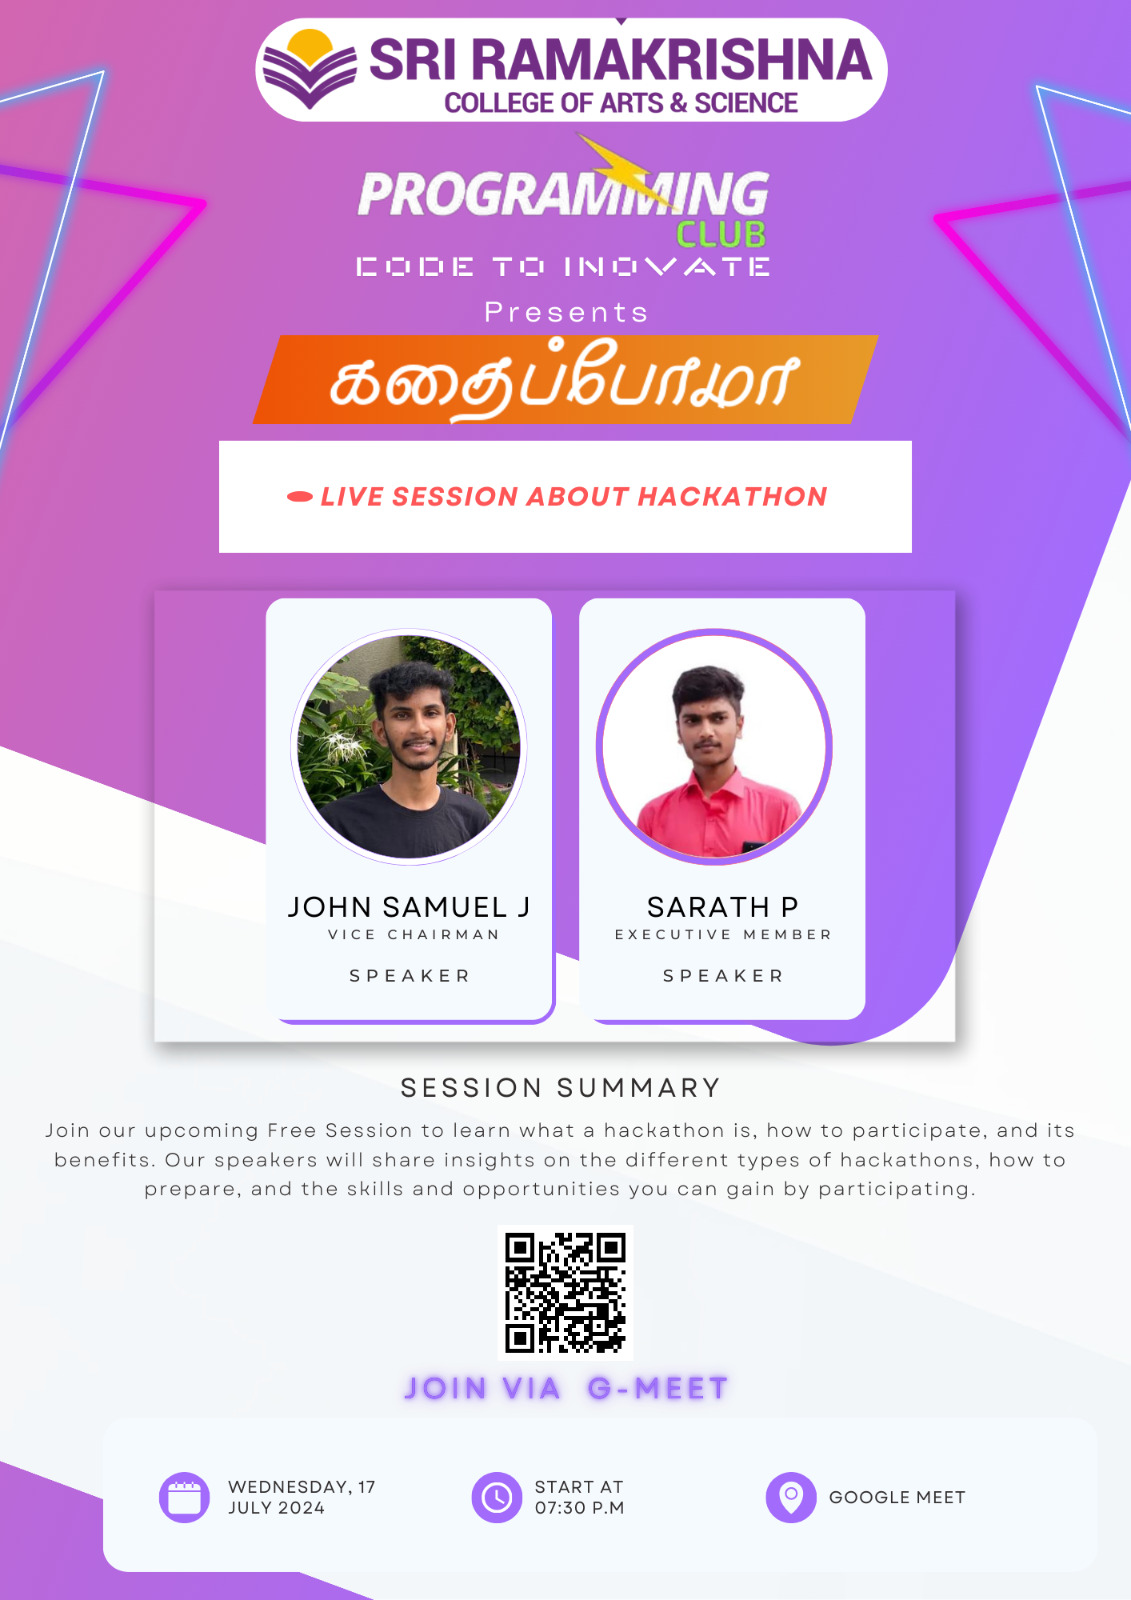 SRI RAMAKRISHNA
COLLEGE OF ARTS & SCIENCE
PROGRAMMING
CLUB
CODE TO INOVATE
Presents
கதைப்போமா
LIVE SESSION ABOUT HACKATHON
JOHN SAMUEL J
VICE CHAIRMAN
SPEAKER
SARATH P
EXECUTIVE MEMBER
SPEAKER
SESSION SUMMARY
Join our upcoming Free Session to learn what a hackathon is, how to participate, and its
benefits. Our speakers will share insights on the different types of hackathons, how to
prepare, and the skills and opportunities you can gain by participating.
JOIN VIA G-MEET
WEDNESDAY, 17
JULY 2024
START AT
07:30 P.M
GOOGLE MEET